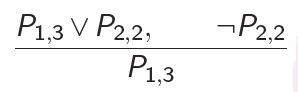 P₁,₃ ∨ P₂,₂, ¬P₂,₂
P₁,₃